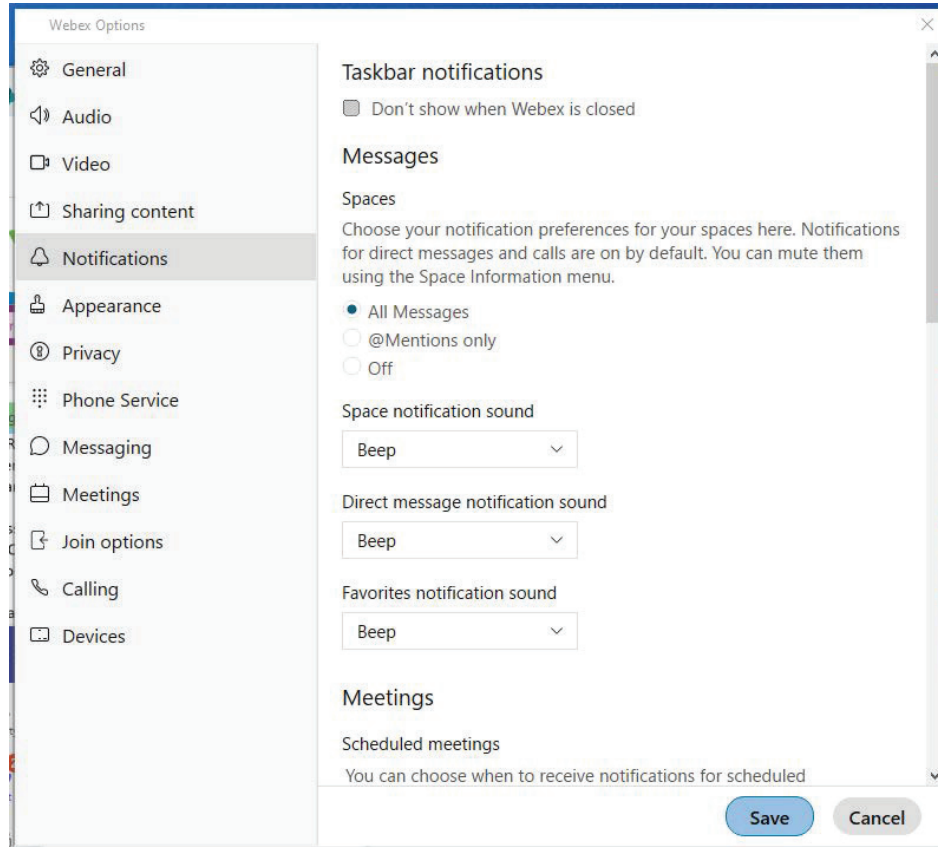 Webex Options
General
Audio
Video
Sharing content
Notifications
Appearance
Privacy
Phone Service
Messaging
Meetings
Join options
Calling
Devices
Taskbar notifications
Don't show when Webex is closed
Messages
Spaces
Choose your notification preferences for your spaces here. Notifications
for direct messages and calls are on by default. You can mute them
using the Space Information menu.
All Messages
@Mentions only
Off
Space notification sound
Beep
Direct message notification sound
Beep
Favorites notification sound
Beep
Meetings
Scheduled meetings
You can choose when to receive notifications for scheduled
Save
Cancel